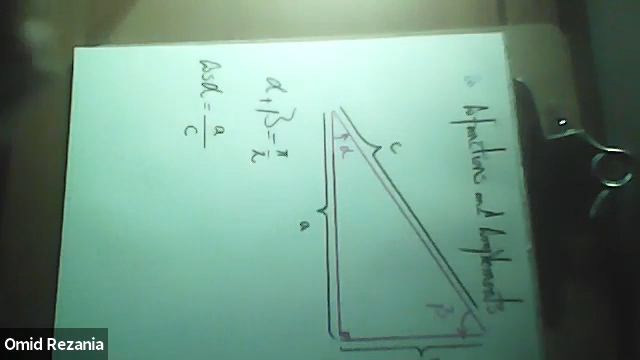 Cofunctions and Complements
c
α
β
a
α + β = π/2
cos α = a/c
Omid Rezania